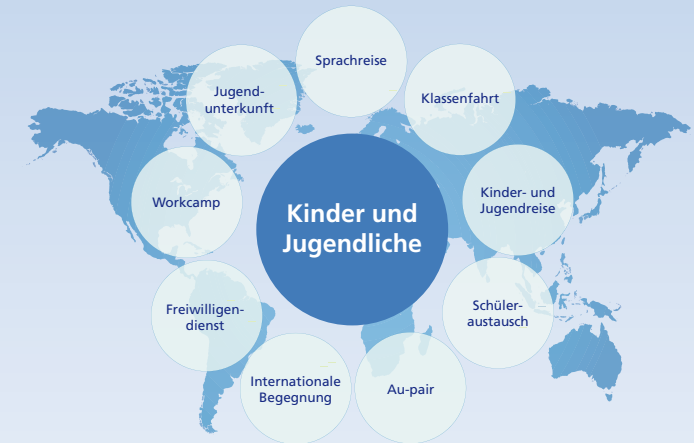 Sprachreise
Klassenfahrt
Kinder- und
Jugendreise
Schüler-
austausch
Au-pair
Internationale
Begegnung
Freiwilligen-
dienst
Workcamp
Jugend-
unterkunft
Kinder und
Jugendliche